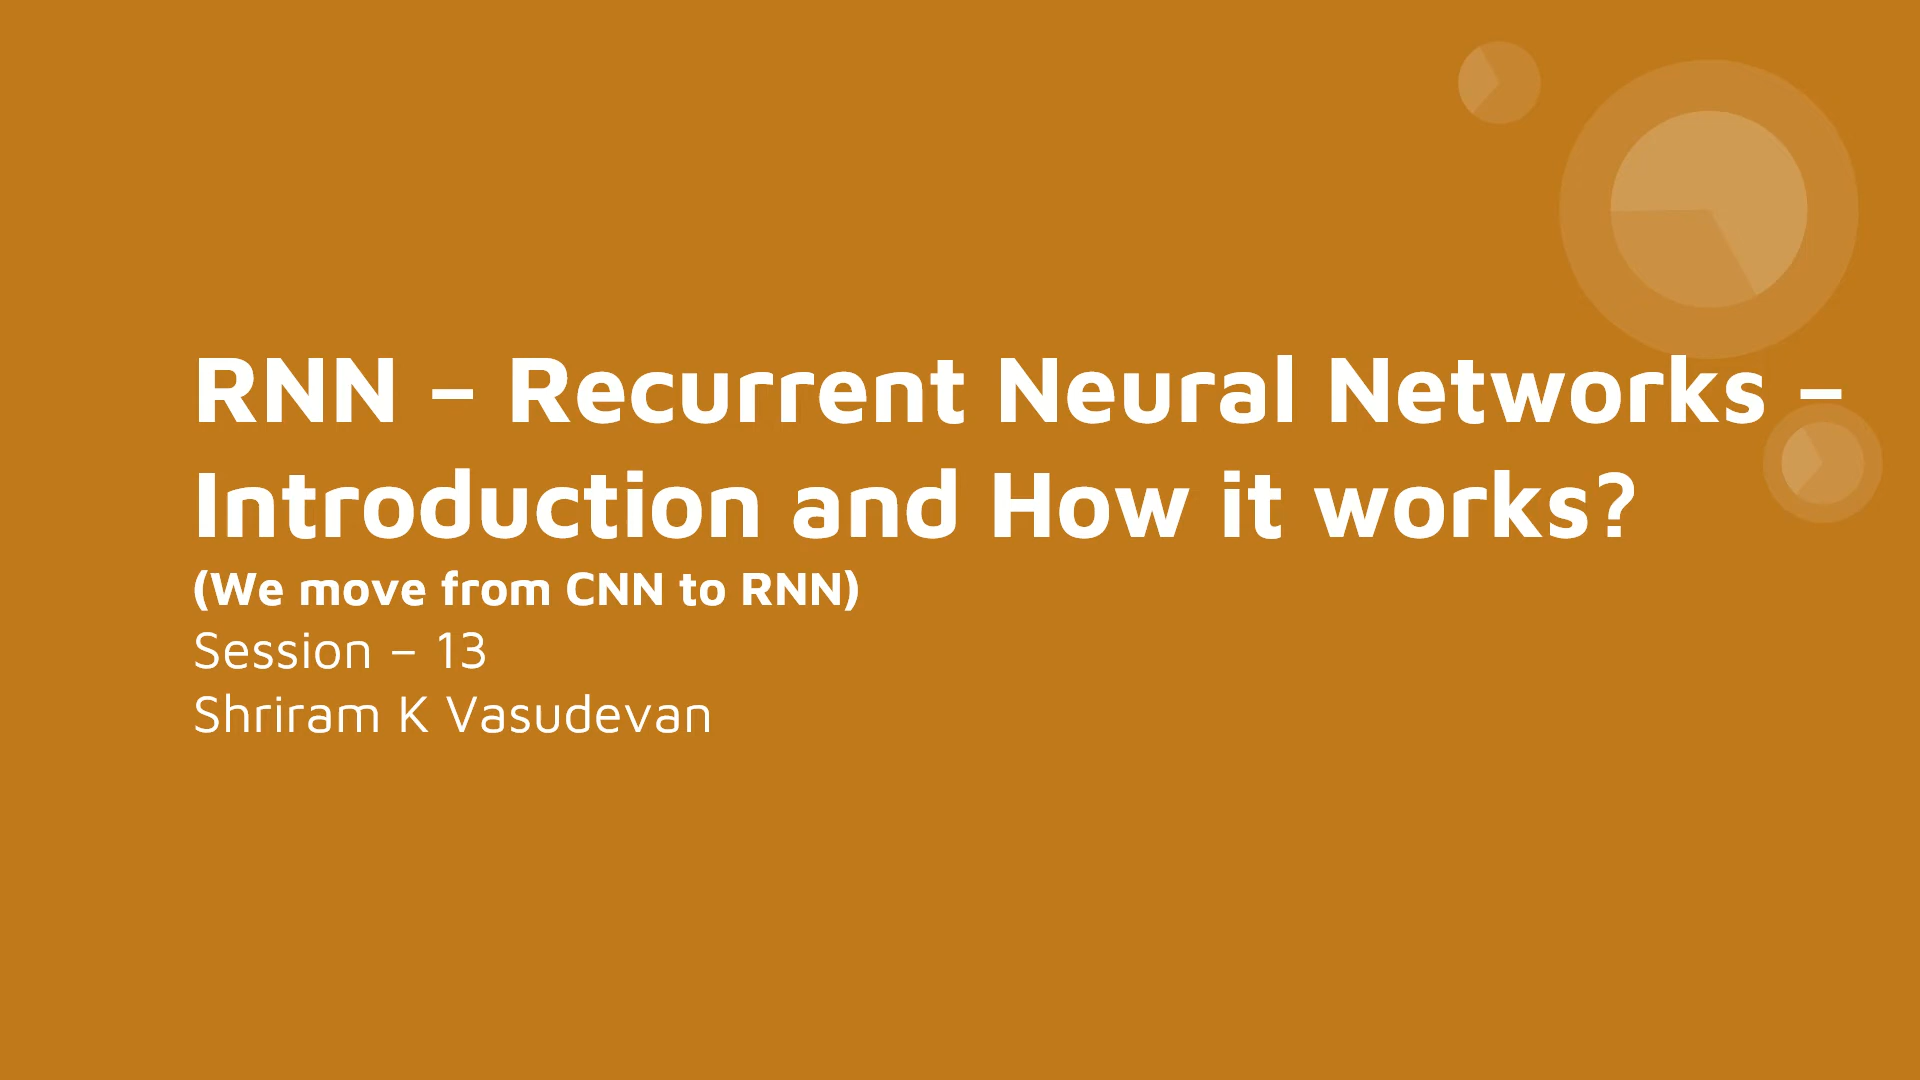 RNN – Recurrent Neural Networks –
Introduction and How it works?
(We move from CNN to RNN)
Session – 13
Shriram K Vasudevan